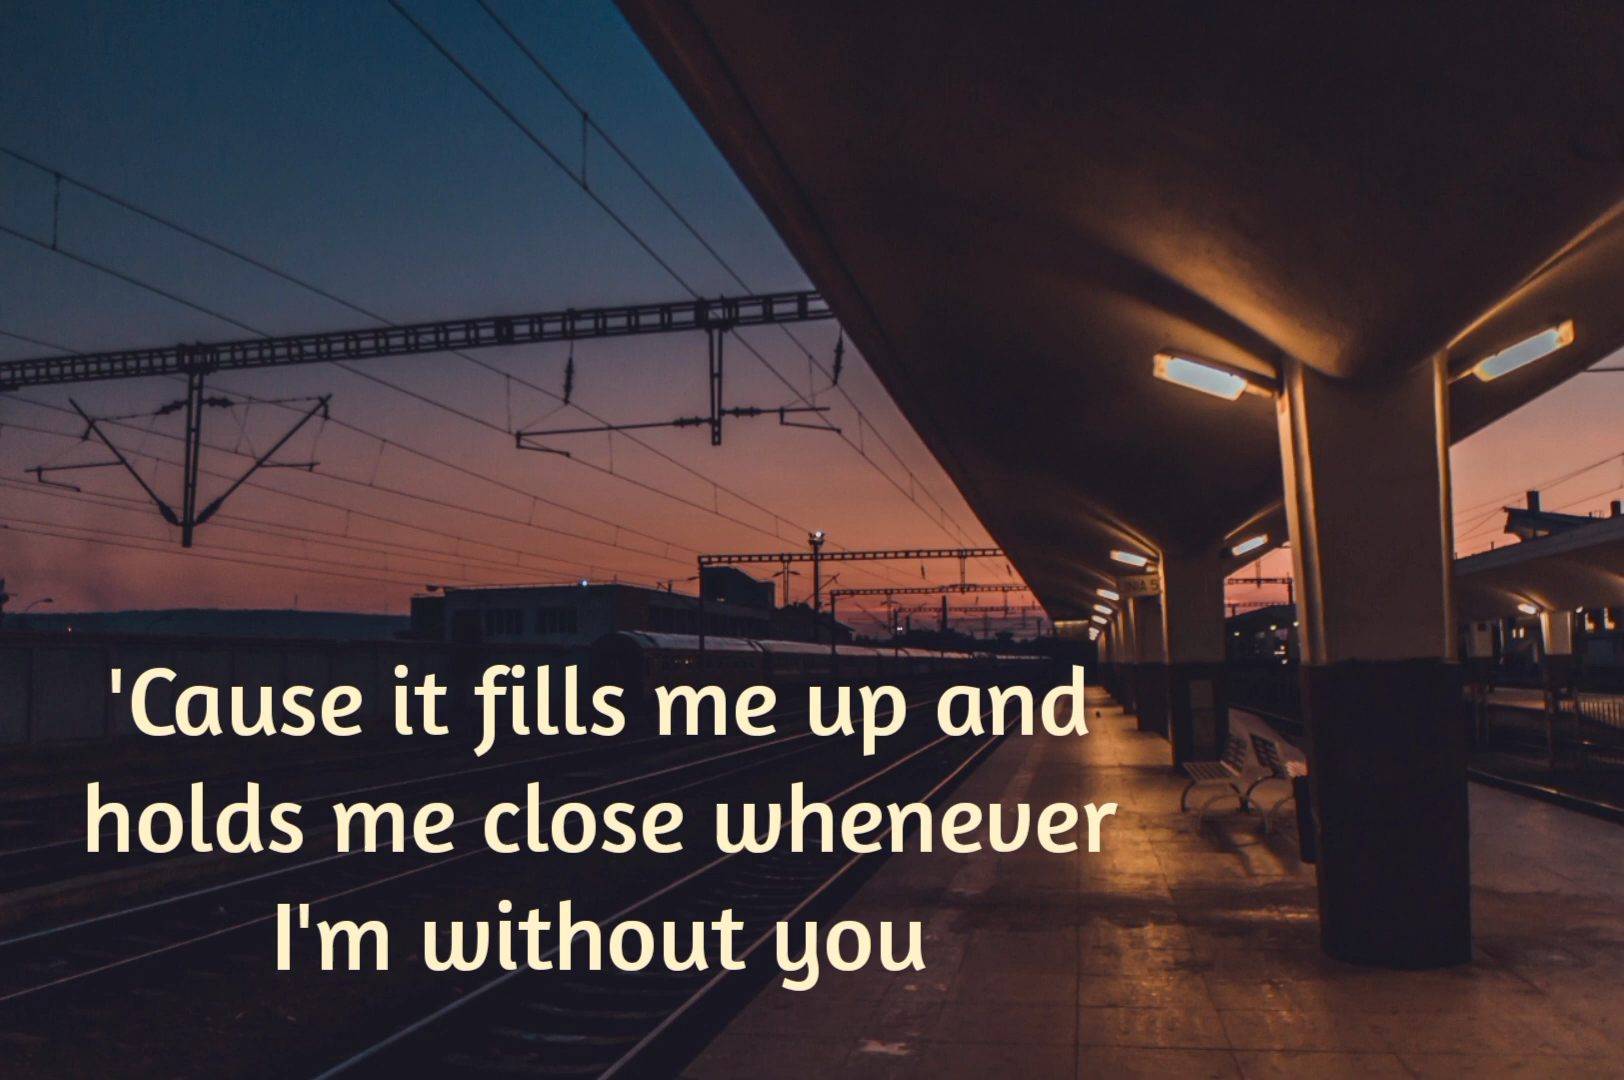 'Cause it fills me up and
holds me close whenever
I'm without you